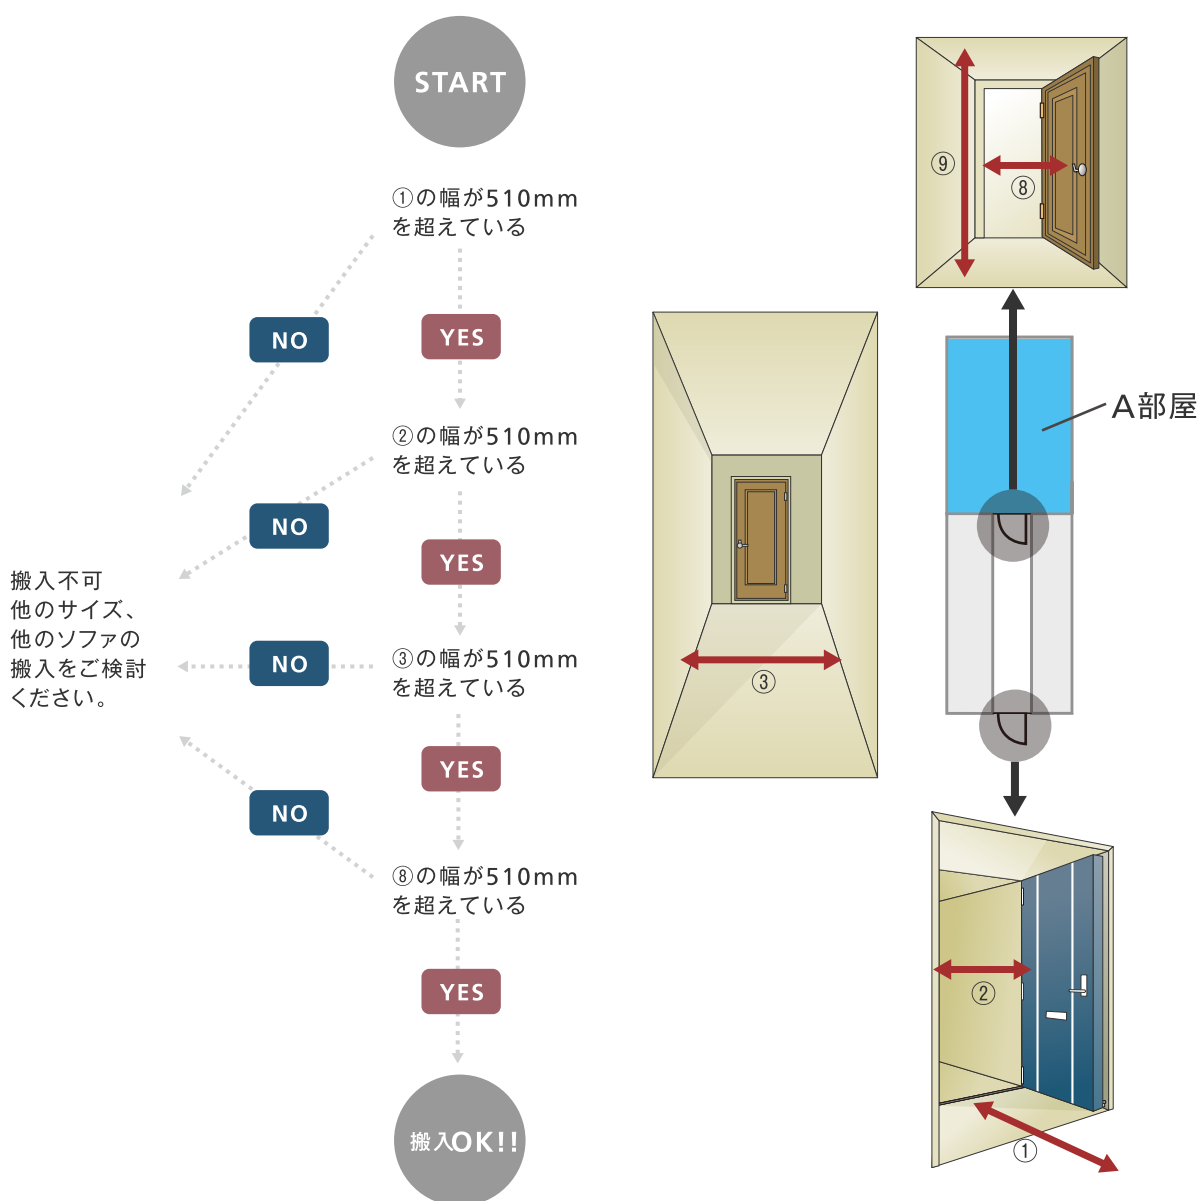 START
①の幅が510mm
を超えている
NO
YES
②の幅が510mm
を超えている
NO
YES
搬入不可
他のサイズ、
他のソファの
搬入をご検討
ください。
③の幅が510mm
を超えている
NO
YES
⑧の幅が510mm
を超えている
NO
YES
搬入OK!!
③
⑨
⑧
A部屋
②
①